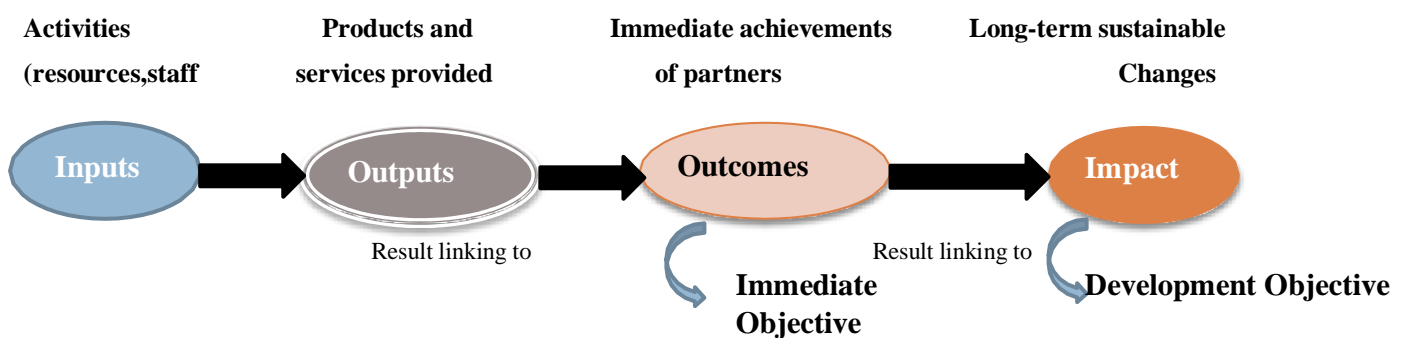 Activities
(resources,staff
Products and
services provided
Immediate achievements
of partners
Long-term sustainable
Changes
Inputs
Outputs
Outcomes
Impact
Result linking to
Immediate
Objective
Result linking to
Development Objective